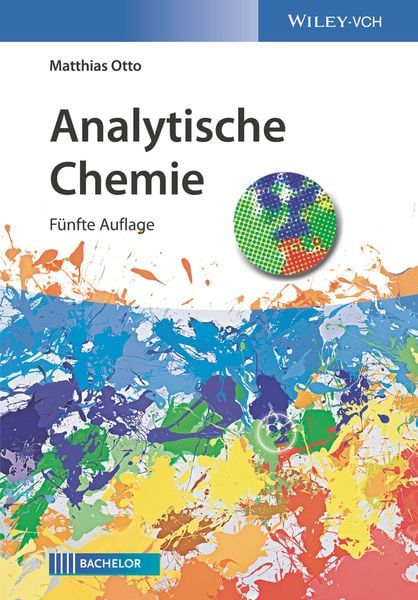 WILEY-VCH
Matthias Otto
Analytische
Chemie
Fünfte Auflage
BACHELOR